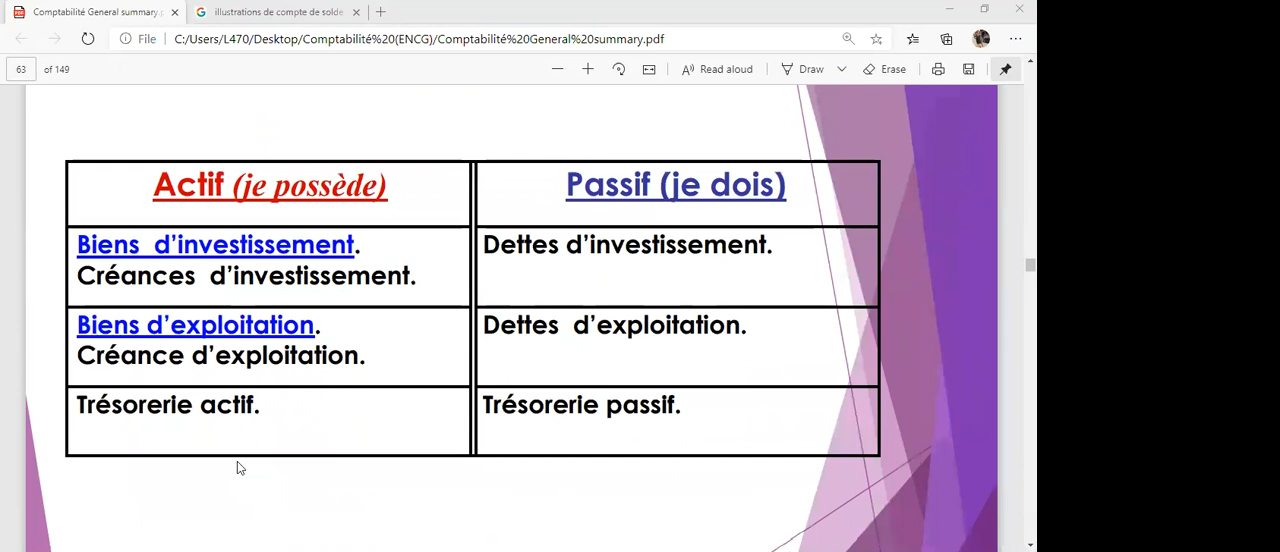 Comptabilité General summary.p
illustrations de compte de solde
File
C:/Users/L470/Desktop/Comptabilité%20(ENCG)/Comptabilité%20General%20summary.pdf
63 of 149
Read aloud
Draw
Erase
Actif (je possède)
Passif (je dois)
Biens d’investissement.
Créances d’investissement.
Dettes d’investissement.
Biens d’exploitation.
Créance d’exploitation.
Dettes d’exploitation.
Trésorerie actif.
Trésorerie passif.